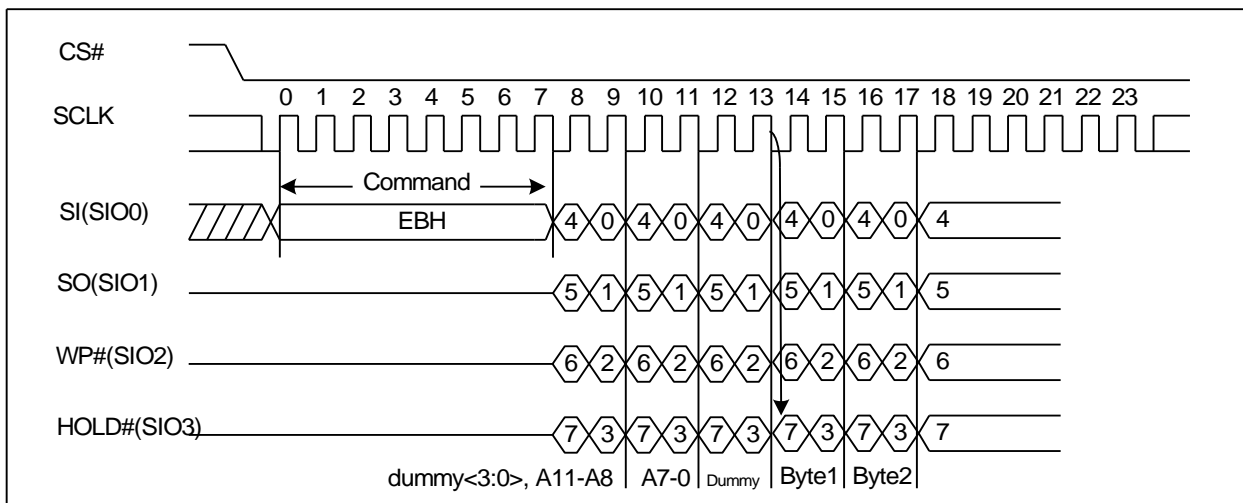 CS#
0 1 2 3 4 5 6 7 8 9 10 11 12 13 14 15 16 17 18 19 20 21 22 23
SCLK
Command
SI(SIO0) EBH 4 0 4 0 4 0 4 0 4 0 4
SO(SIO1) 5 1 5 1 5 1 5 1 5 1 5
WP#(SIO2) 6 2 6 2 6 2 6 2 6 2 6
HOLD#(SIO3) 7 3 7 3 7 3 7 3 7 3 7
dummy<3:0>, A11-A8 A7-0 Dummy Byte1 Byte2